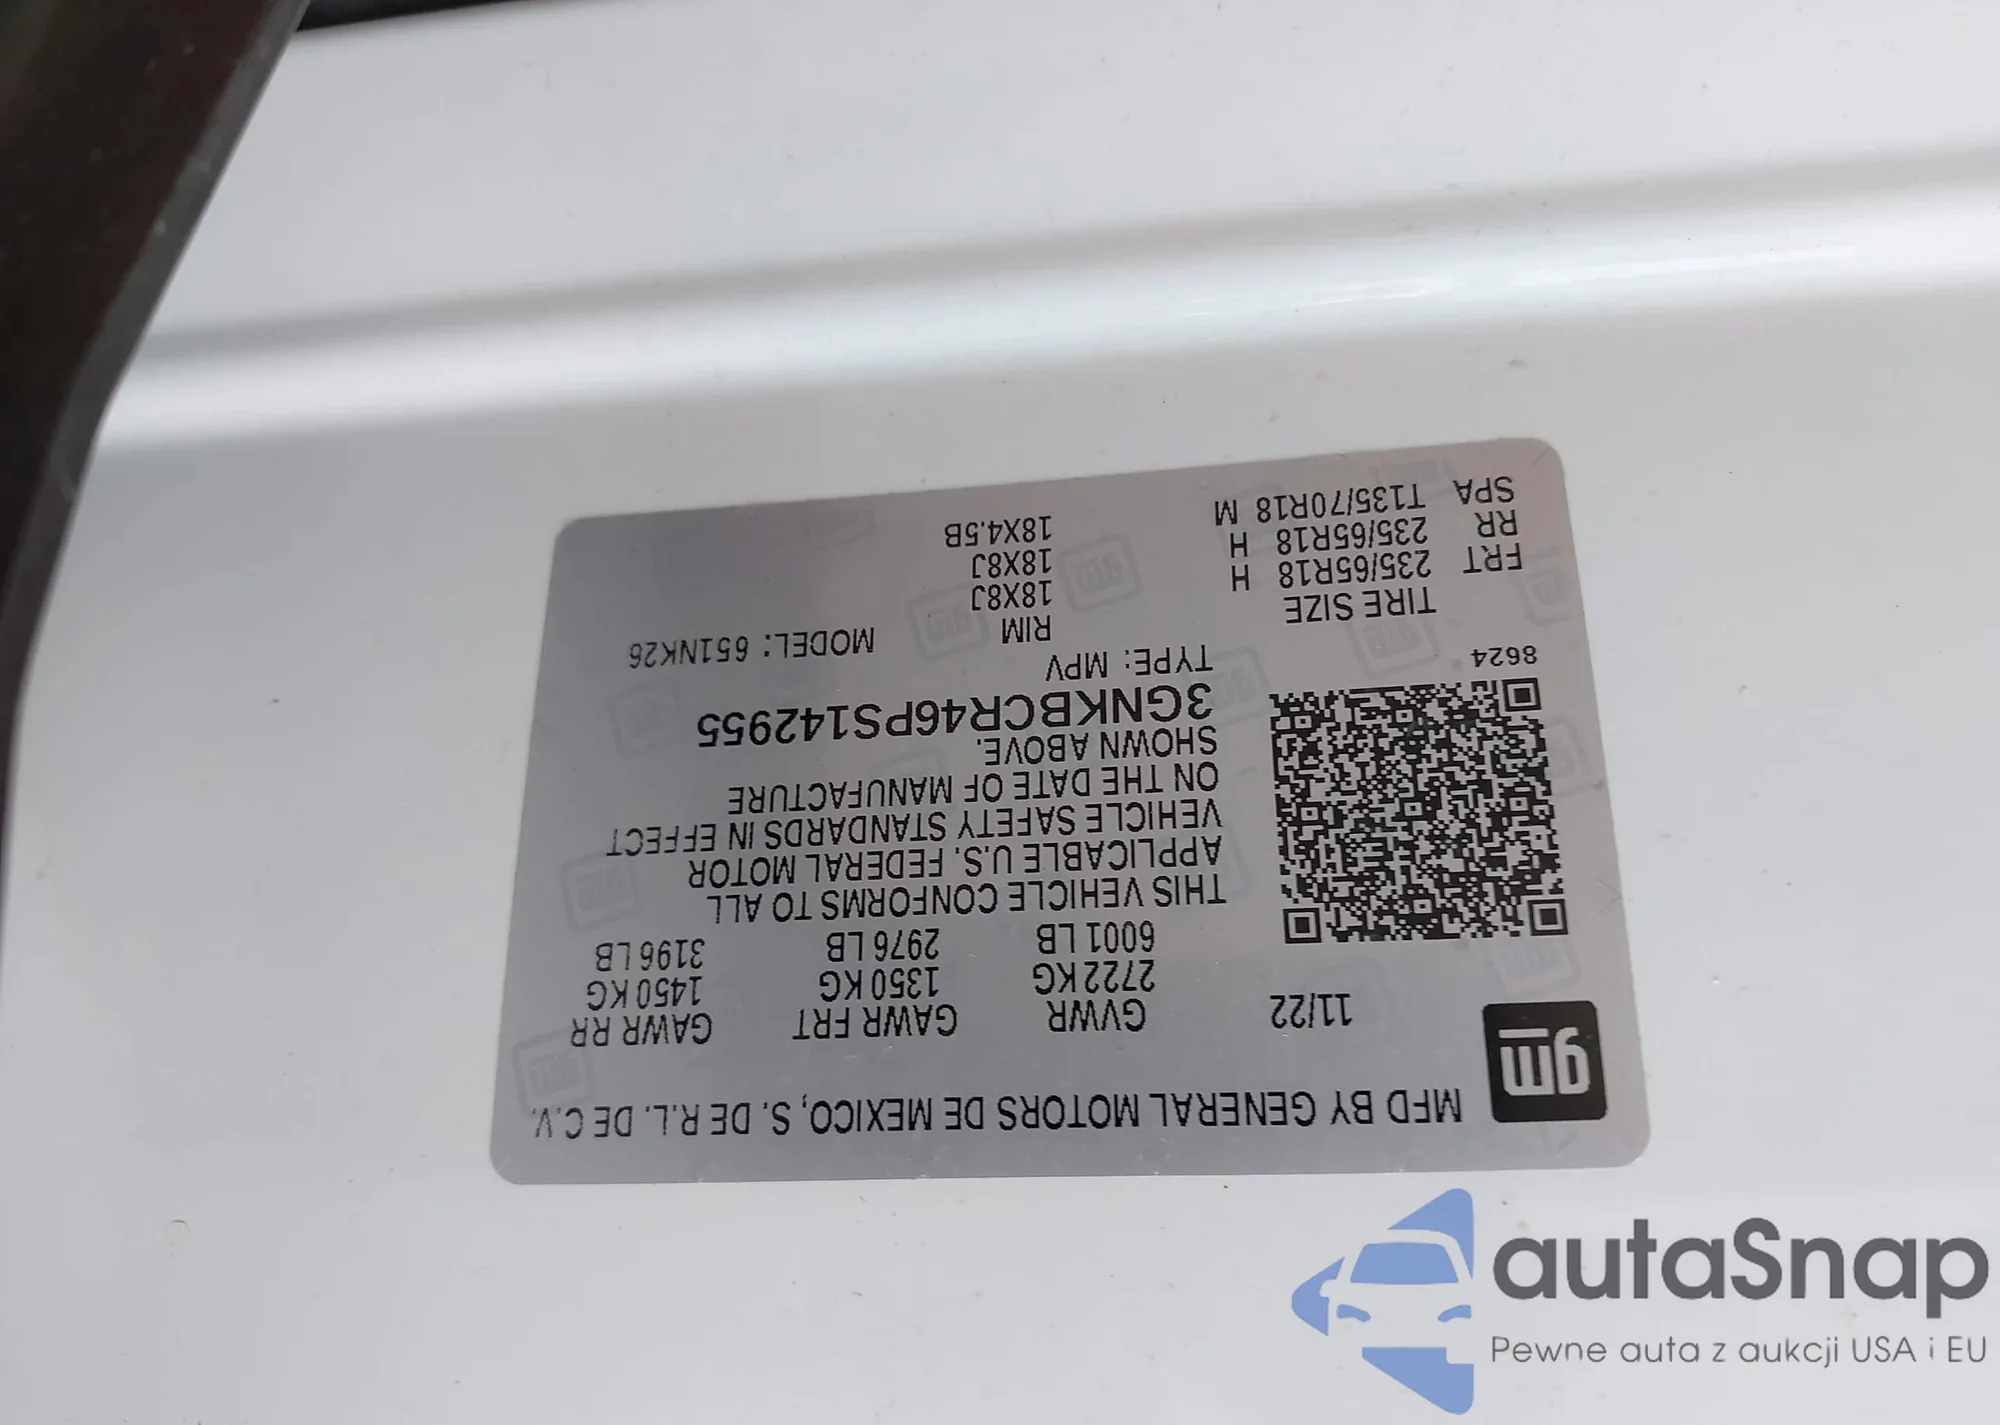 MFD BY GENERAL MOTORS DE MEXICO, S. DE R.L. DE C.V.
gm
11/22 GVWR GAWR FRT GAWR RR
2722 KG 1350 KG 1450 KG
6001 LB 2976 LB 3196 LB
THIS VEHICLE CONFORMS TO ALL
APPLICABLE U.S. FEDERAL MOTOR
VEHICLE SAFETY STANDARDS IN EFFECT
ON THE DATE OF MANUFACTURE
SHOWN ABOVE.
3GNKBCR46PS142955
8624 TYPE: MPV MODEL: 651NK26
TIRE SIZE RIM
FRT 235/65R18 H 18X8J
RR 235/65R18 H 18X8J
SPA T135/70R18 M 18X4.5B
autaSnap
Pewne auta z aukcji USA i EU